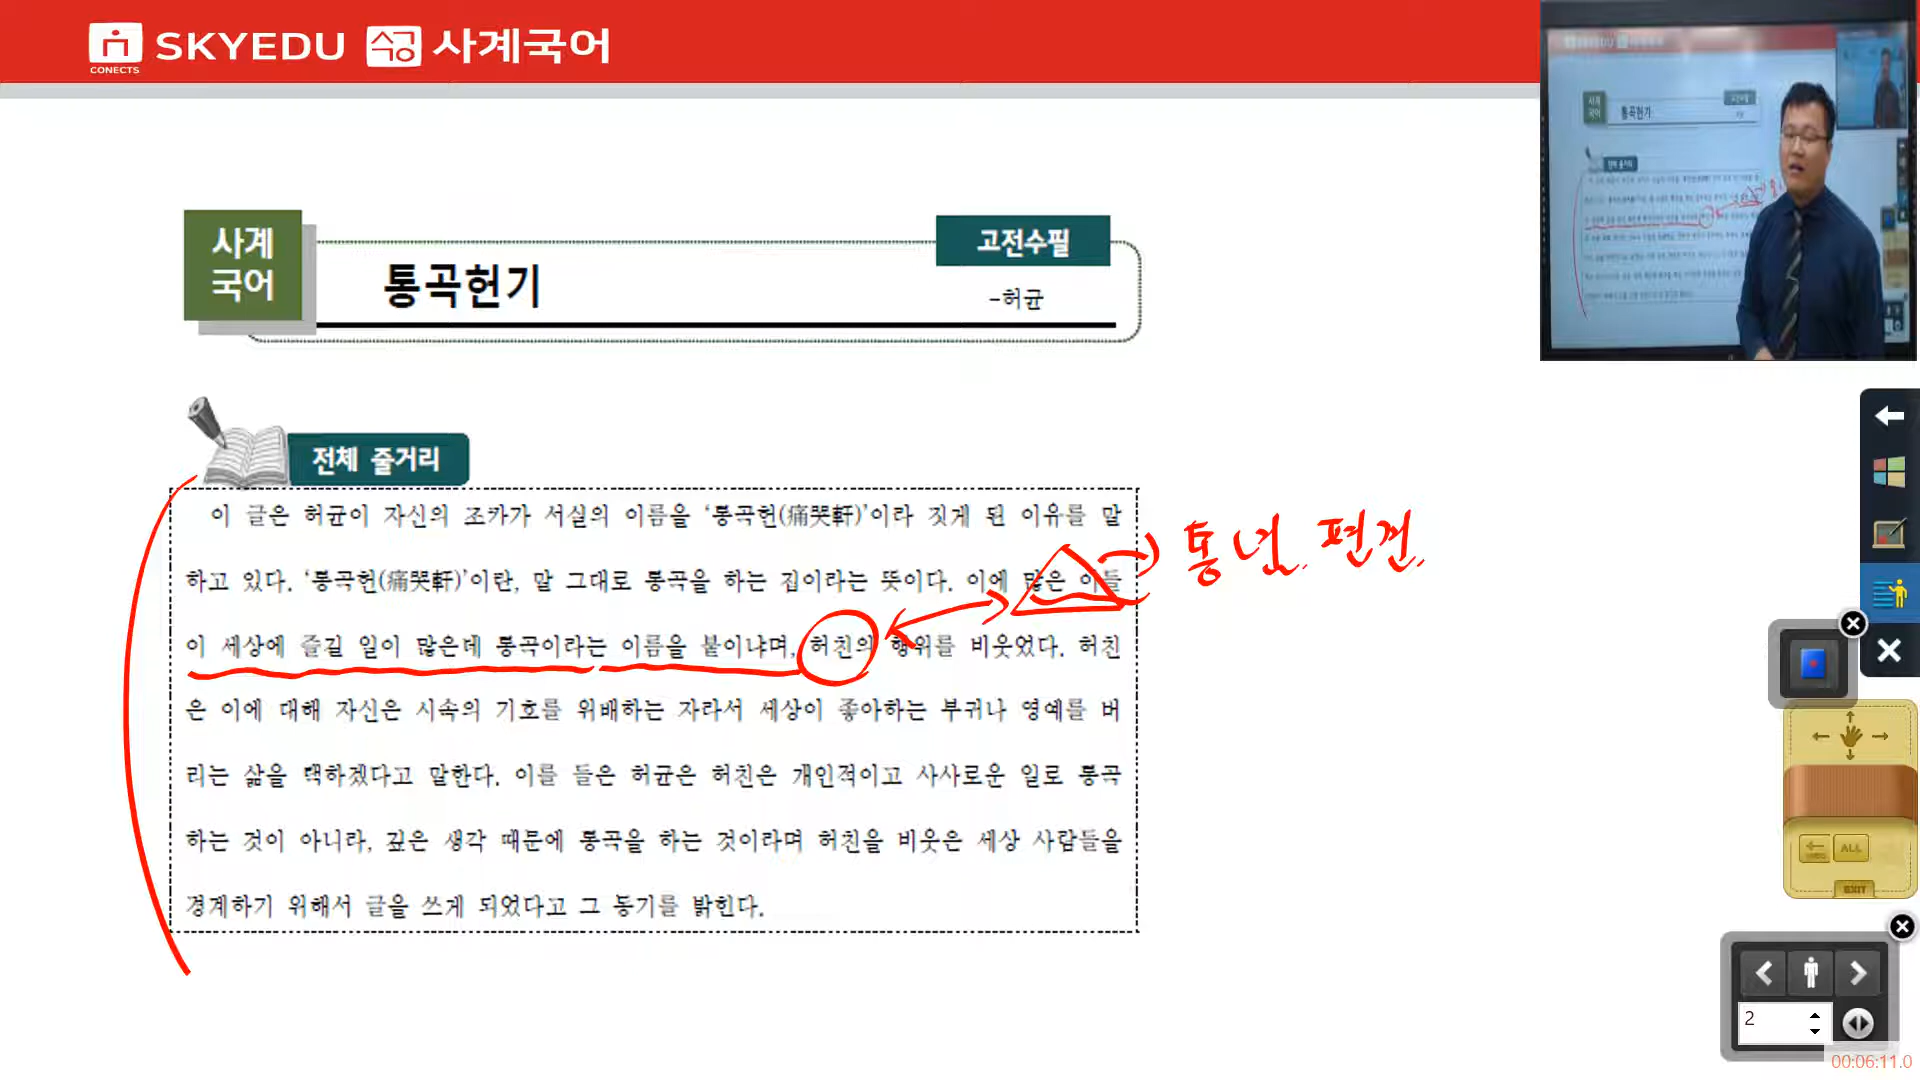 CONECTS
SKYEDU 스공 사계국어
사계
국어
통곡헌기
고전수필
-허균
전체 줄거리
이 글은 허균이 자신의 조카가 서실의 이름을 ‘통곡헌(痛哭軒)’이라 짓게 된 이유를 말
하고 있다. ‘통곡헌(痛哭軒)’이란, 말 그대로 통곡을 하는 집이라는 뜻이다. 이에 많은 이들
이 세상에 즐길 일이 많은데 통곡이라는 이름을 붙이냐며, 허친의 행위를 비웃었다. 허친
은 이에 대해 자신은 시속의 기호를 위배하는 자라서 세상이 좋아하는 부귀나 영예를 버
리는 삶을 택하겠다고 말한다. 이를 들은 허균은 허친은 개인적이고 사사로운 일로 통곡
하는 것이 아니라, 깊은 생각 때문에 통곡을 하는 것이라며 허친을 비웃은 세상 사람들을
경계하기 위해서 글을 쓰게 되었다고 그 동기를 밝힌다.
통념. 편견.
ALL
EXIT
2
00:06:11.0